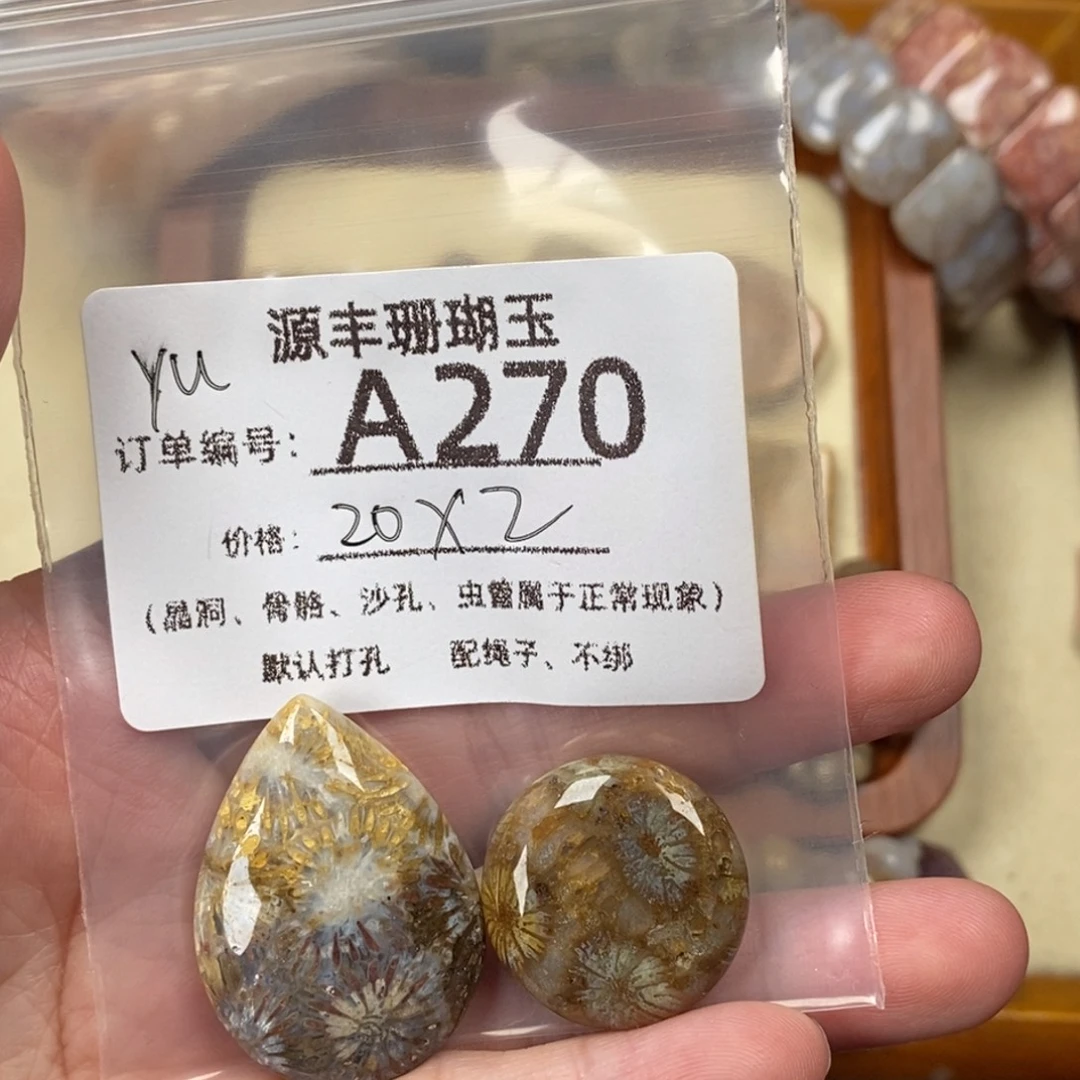 源丰珊瑚玉
yu
订单编号: A270
价格: 20X2
(晶洞、骨骼、沙孔、虫管属于正常现象)
默认打孔 配绳子、不绑